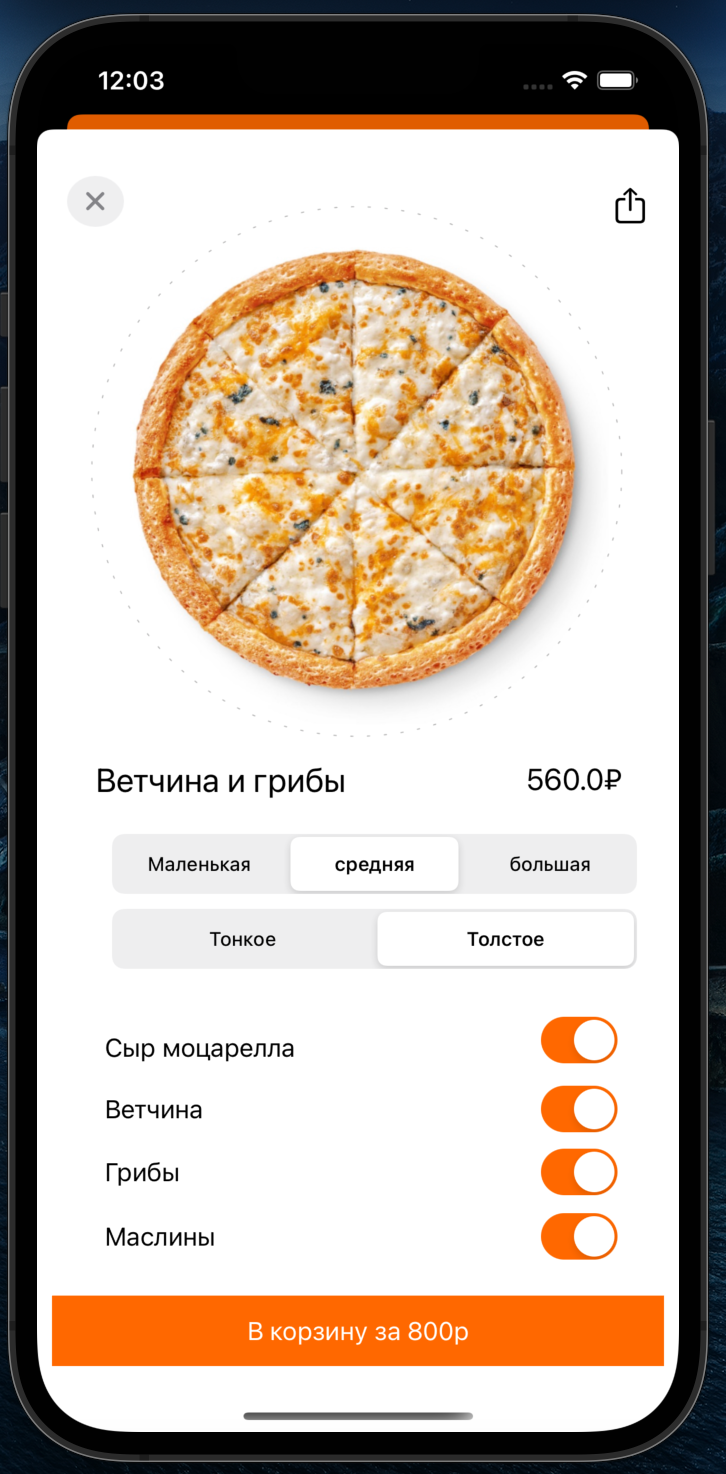 12:03
Ветчина и грибы 560.0₽
Маленькая средняя большая
Тонкое Толстое
Сыр моцарелла
Ветчина
Грибы
Маслины
В корзину за 800р